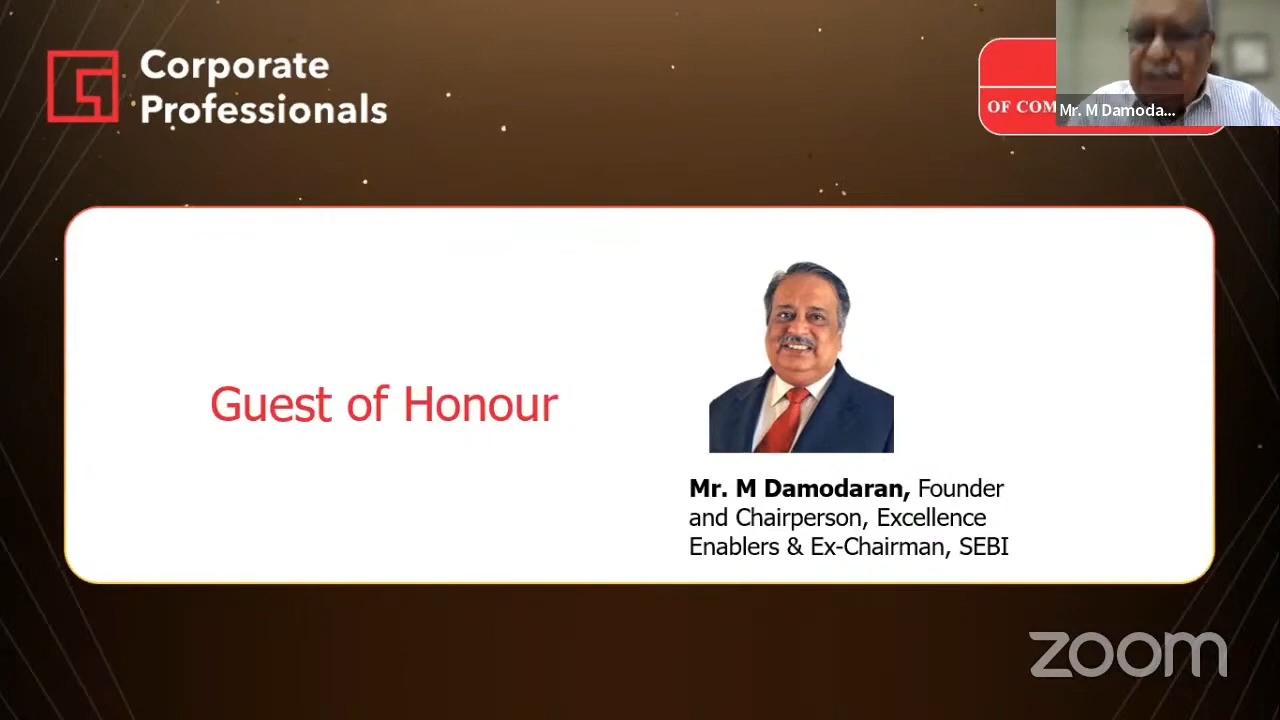 Corporate
Professionals
OF COM
Mr. M Damoda...
Guest of Honour
Mr. M Damodaran, Founder
and Chairperson, Excellence
Enablers & Ex-Chairman, SEBI
zoom